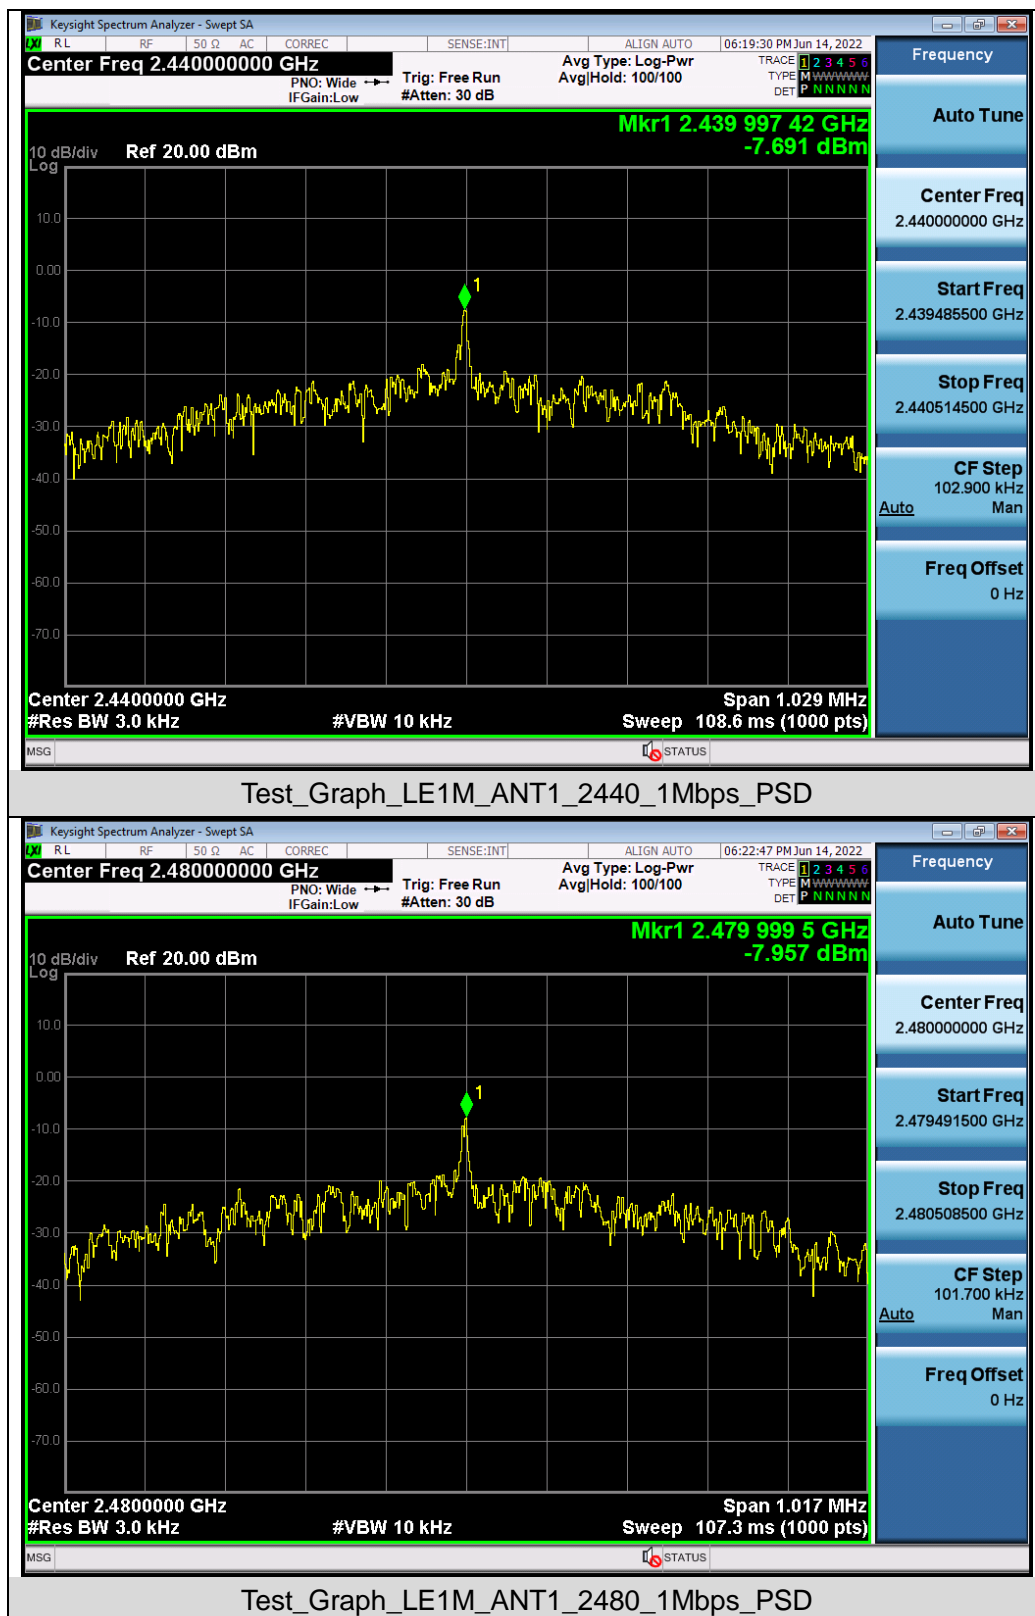 Keysight Spectrum Analyzer - Swept SA
LXI RL RF 50 Ω AC CORREC SENSE:INT ALIGN AUTO 06:19:30 PM Jun 14, 2022
Center Freq 2.440000000 GHz
PNO: Wide
IFGain:Low
Trig: Free Run
#Atten: 30 dB
Avg Type: Log-Pwr
Avg|Hold: 100/100
TRACE 1 2 3 4 5 6
TYPE M WWWWW
DET P N N N N N
Mkr1 2.439 997 42 GHz
-7.691 dBm
10 dB/div Ref 20.00 dBm
Log
10.0
0.00
-10.0
-20.0
-30.0
-40.0
-50.0
-60.0
-70.0
1
Center 2.4400000 GHz Span 1.029 MHz
#Res BW 3.0 kHz #VBW 10 kHz Sweep 108.6 ms (1000 pts)
MSG STATUS
Frequency
Auto Tune
Center Freq
2.440000000 GHz
Start Freq
2.439485500 GHz
Stop Freq
2.440514500 GHz
CF Step
102.900 kHz
Auto Man
Freq Offset
0 Hz
Test_Graph_LE1M_ANT1_2440_1Mbps_PSD
Keysight Spectrum Analyzer - Swept SA
LXI RL RF 50 Ω AC CORREC SENSE:INT ALIGN AUTO 06:22:47 PM Jun 14, 2022
Center Freq 2.480000000 GHz
PNO: Wide
IFGain:Low
Trig: Free Run
#Atten: 30 dB
Avg Type: Log-Pwr
Avg|Hold: 100/100
TRACE 1 2 3 4 5 6
TYPE M WWWWW
DET P N N N N N
Mkr1 2.479 999 5 GHz
-7.957 dBm
10 dB/div Ref 20.00 dBm
Log
10.0
0.00
-10.0
-20.0
-30.0
-40.0
-50.0
-60.0
-70.0
1
Center 2.4800000 GHz Span 1.017 MHz
#Res BW 3.0 kHz #VBW 10 kHz Sweep 107.3 ms (1000 pts)
MSG STATUS
Frequency
Auto Tune
Center Freq
2.480000000 GHz
Start Freq
2.479491500 GHz
Stop Freq
2.480508500 GHz
CF Step
101.700 kHz
Auto Man
Freq Offset
0 Hz
Test_Graph_LE1M_ANT1_2480_1Mbps_PSD